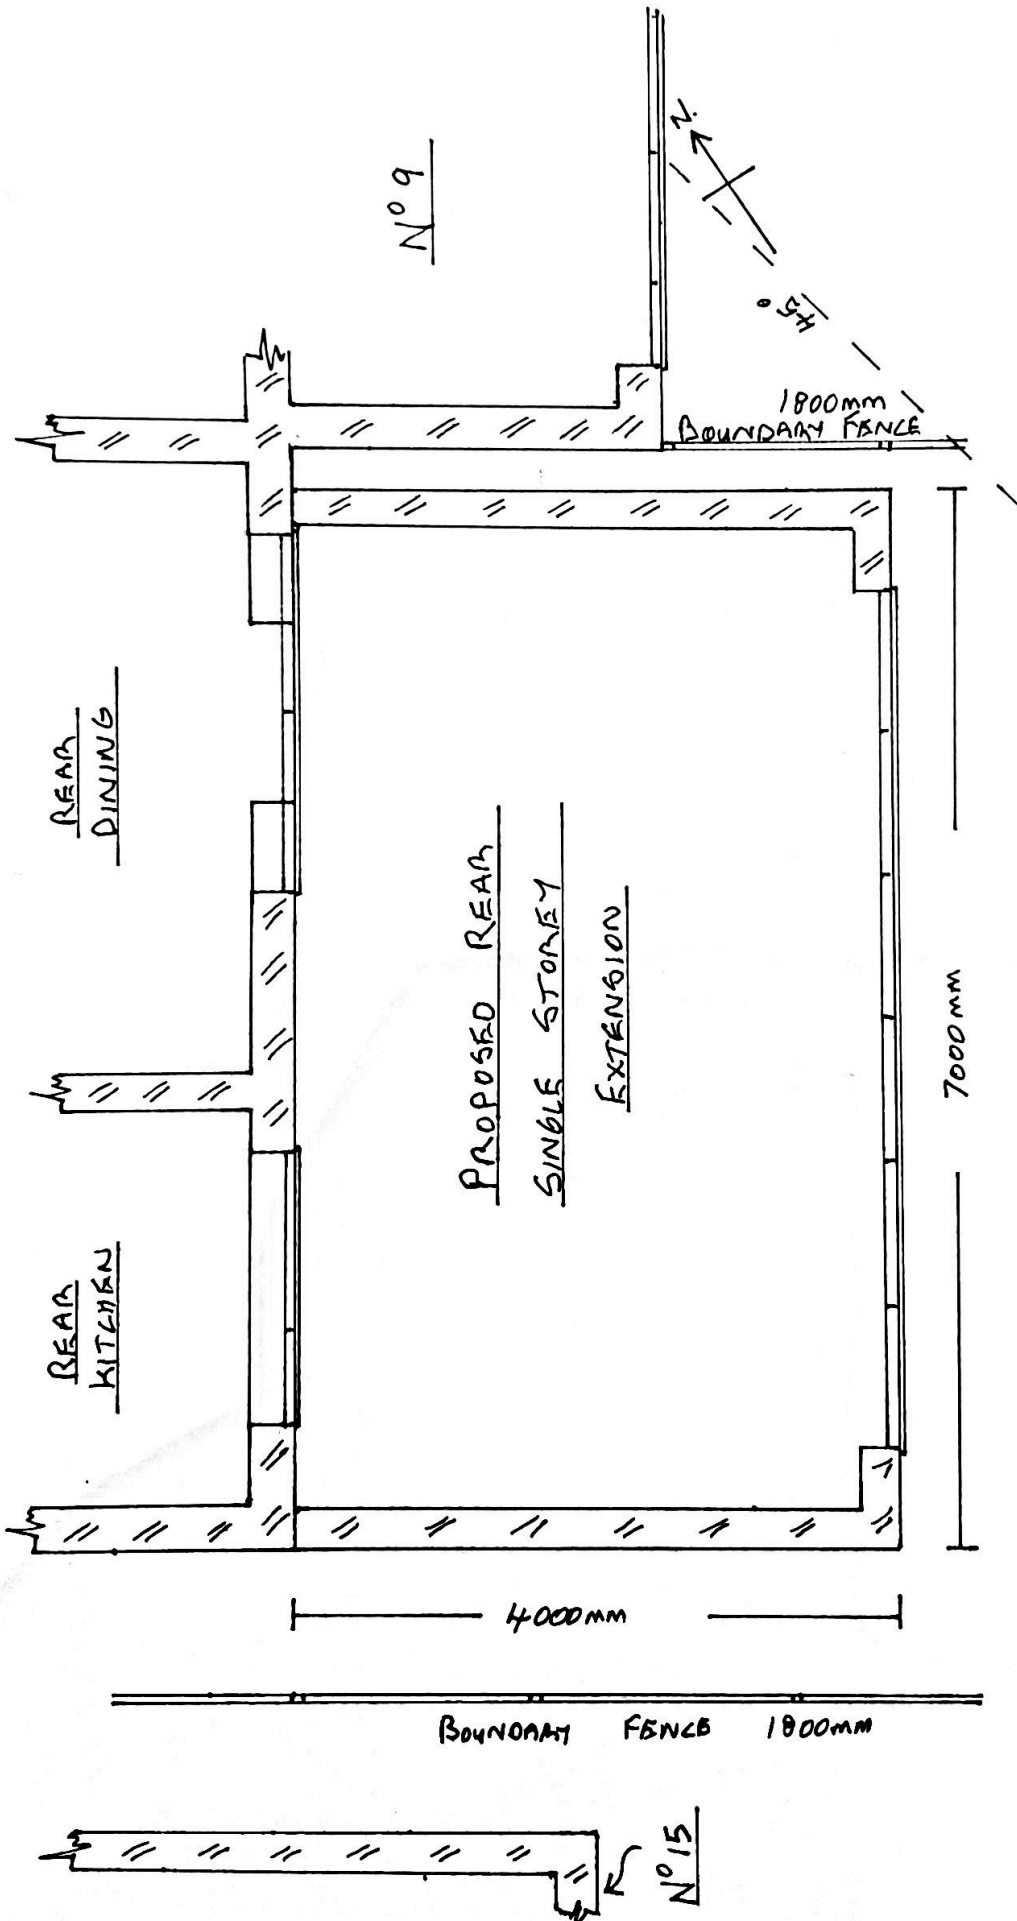 REAR
KITCHEN
REAR
DINING
Nº 9
N.
45°
1800mm
BOUNDARY FENCE
PROPOSED REAR
SINGLE STOREY
EXTENSION
7000mm
4000mm
BOUNDARY FENCE 1800mm
Nº 15